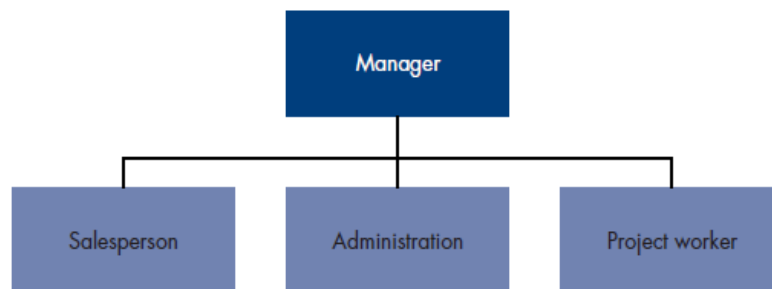 Manager
Salesperson
Administration
Project worker